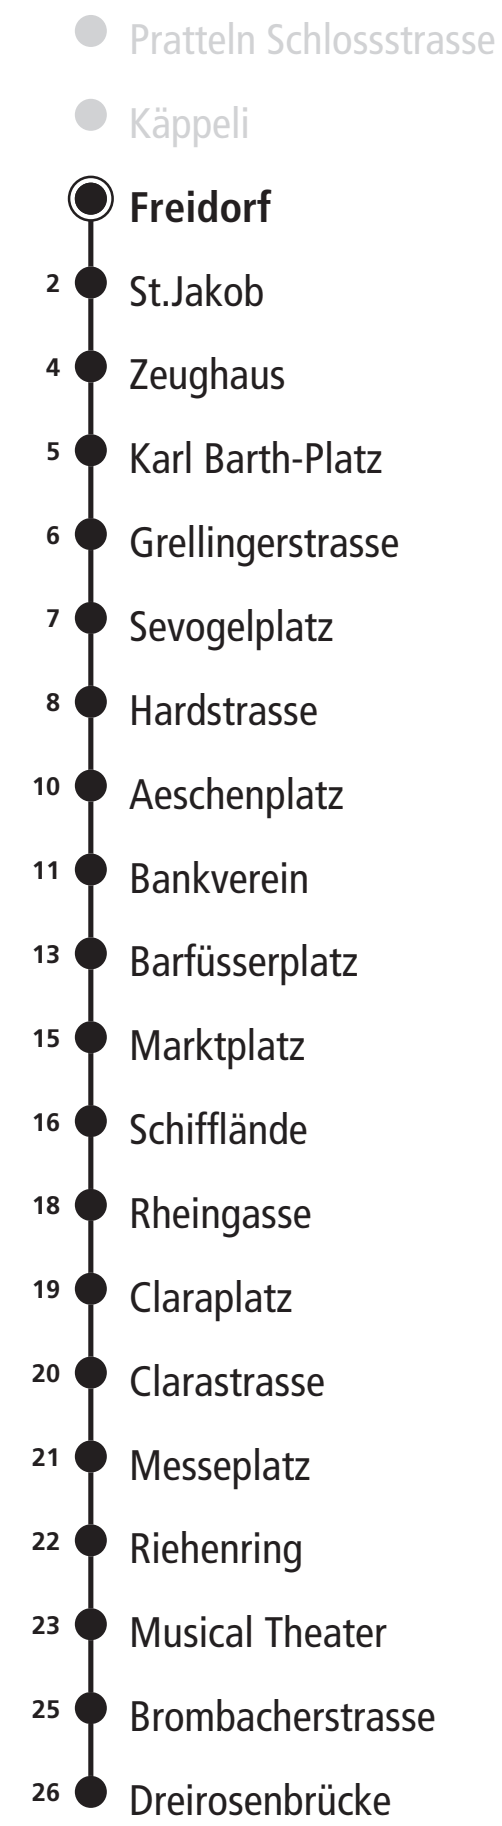 Pratteln Schlossstrasse
Käppeli
Freidorf
2 St.Jakob
4 Zeughaus
5 Karl Barth-Platz
6 Grellingerstrasse
7 Sevogelplatz
8 Hardstrasse
10 Aeschenplatz
11 Bankverein
13 Barfüsserplatz
15 Marktplatz
16 Schifflände
18 Rheingasse
19 Claraplatz
20 Clarastrasse
21 Messeplatz
22 Riehenring
23 Musical Theater
25 Brombacherstrasse
26 Dreirosenbrücke